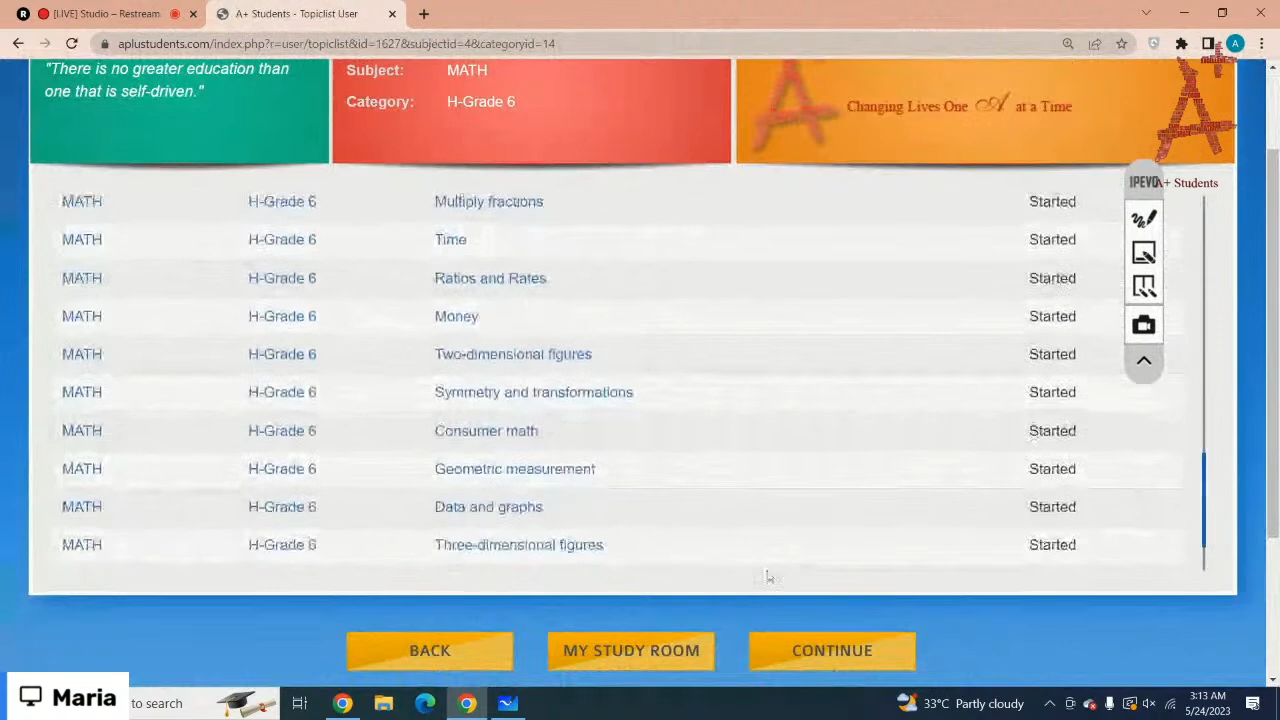 [LIVE] Studio – Restream
A+ Students - Topiclist User
aplustudents.com/index.php?r=user/topiclist&id=1627&subjectid=4&categoryid=14
"There is no greater education than
one that is self-driven."
Subject: MATH
Category: H-Grade 6
Changing Lives One A at a Time
IPEVO
A+ Students
MATH H-Grade 6 Multiply fractions Started
MATH H-Grade 6 Time Started
MATH H-Grade 6 Ratios and Rates Started
MATH H-Grade 6 Money Started
MATH H-Grade 6 Two-dimensional figures Started
MATH H-Grade 6 Symmetry and transformations Started
MATH H-Grade 6 Consumer math Started
MATH H-Grade 6 Geometric measurement Started
MATH H-Grade 6 Data and graphs Started
MATH H-Grade 6 Three-dimensional figures Started
BACK MY STUDY ROOM CONTINUE
Maria
to search
33°C Partly cloudy
3:13 AM
5/24/2023